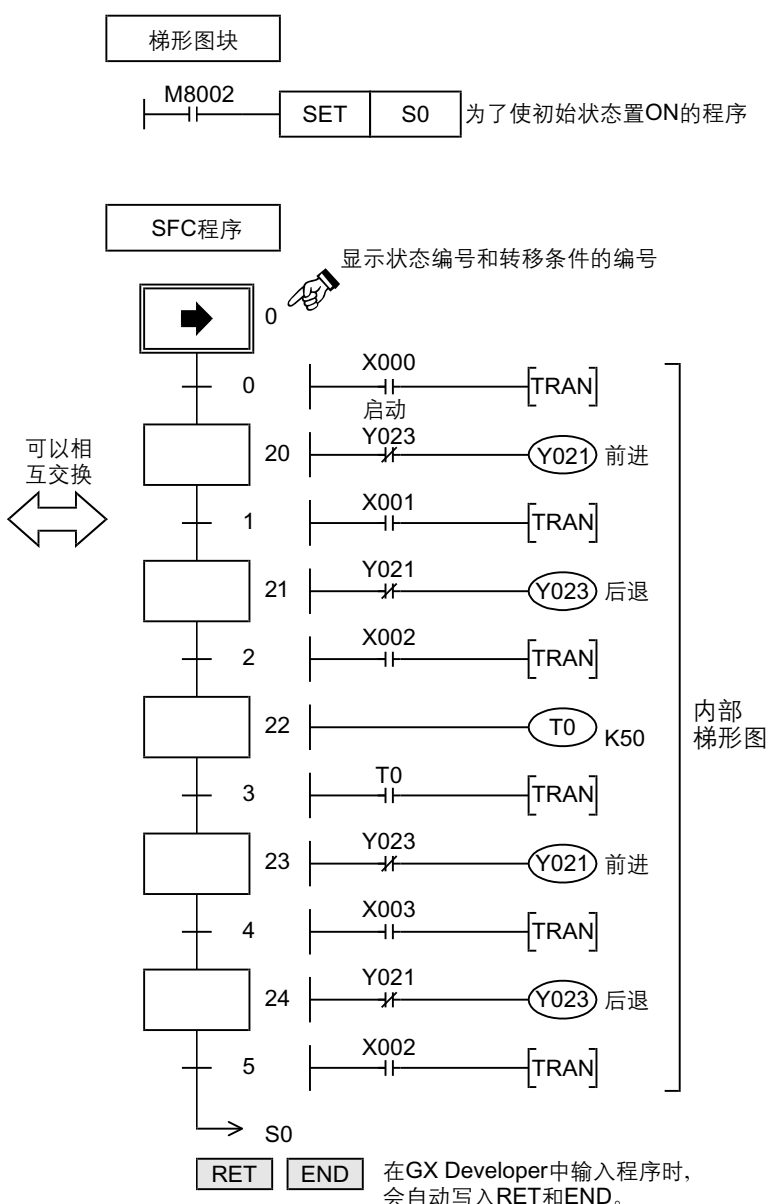 梯形图块
M8002
SET S0 为了使初始状态置ON的程序
SFC程序
显示状态编号和转移条件的编号
0
0 X000 TRAN
启动
20 Y023 Y021 前进
可以相
互交换
1 X001 TRAN
21 Y021 Y023 后退
2 X002 TRAN
22 T0 K50
内部
梯形图
3 T0 TRAN
23 Y023 Y021 前进
4 X003 TRAN
24 Y021 Y023 后退
5 X002 TRAN
S0
RET END 在GX Developer中输入程序时,
会自动写入RET和END。